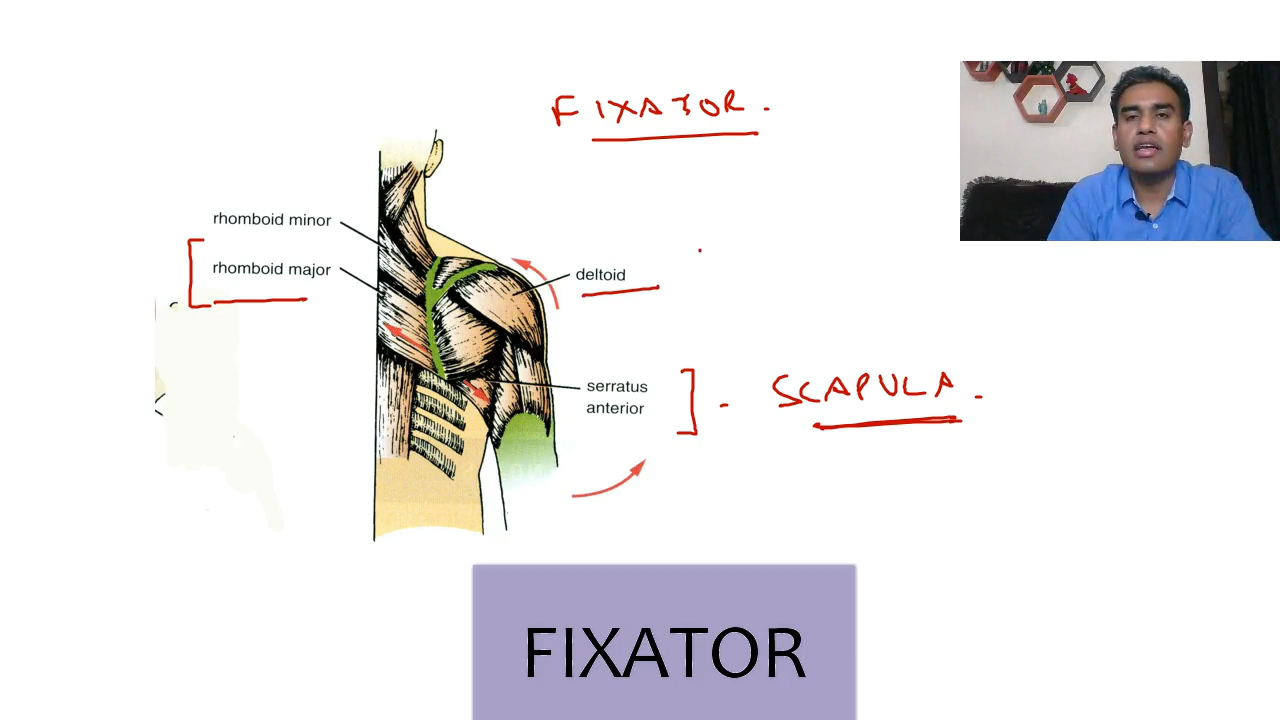 FIXATOR.
rhomboid minor
rhomboid major
deltoid
serratus
anterior
. SCAPULA.
FIXATOR